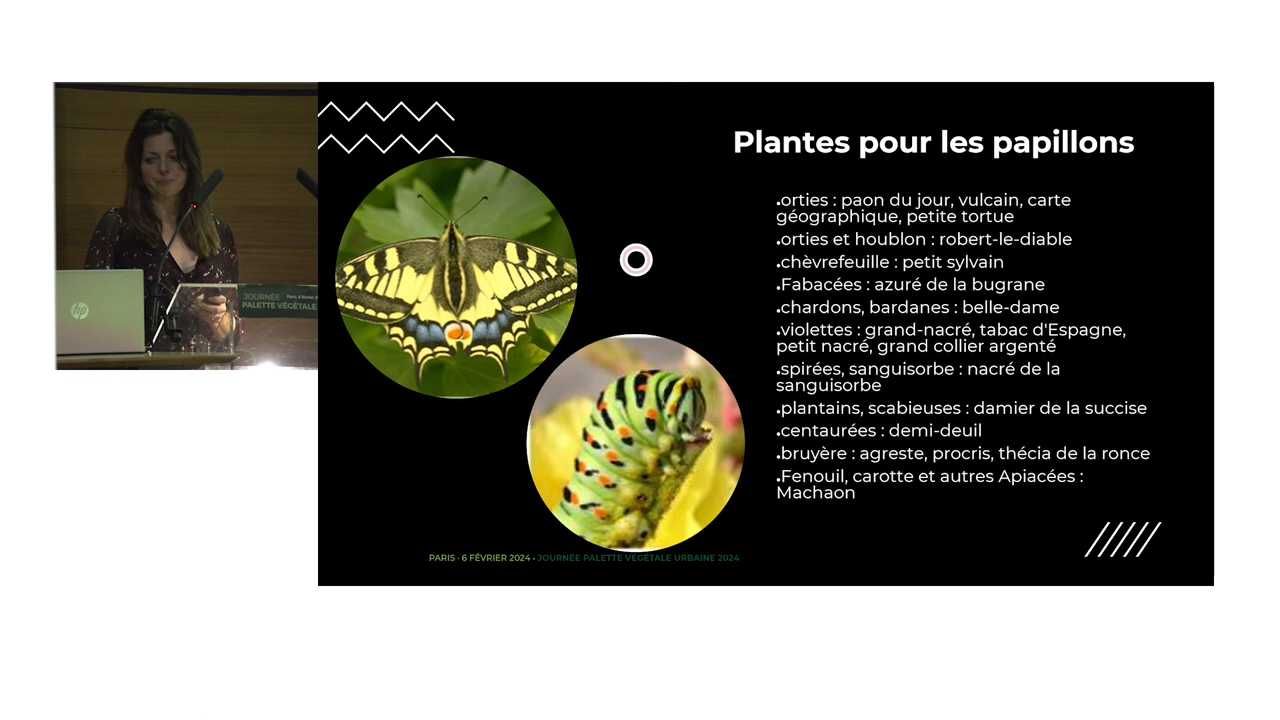 Plantes pour les papillons
.orties : paon du jour, vulcain, carte
géographique, petite tortue
.orties et houblon : robert-le-diable
.chèvrefeuille : petit sylvain
.Fabacées : azuré de la bugrane
.chardons, bardanes : belle-dame
.violettes : grand-nacré, tabac d'Espagne,
petit nacré, grand collier argenté
.spirées, sanguisorbe : nacré de la
sanguisorbe
.plantains, scabieuses : damier de la succise
.centaurées : demi-deuil
.bruyère : agreste, procris, thécia de la ronce
.Fenouil, carotte et autres Apiacées :
Machaon
hp
JOURNÉE
PALETTE VÉGÉTALE
PARIS · 6 FÉVRIER 2024 · JOURNÉE PALETTE VÉGÉTALE URBAINE 2024